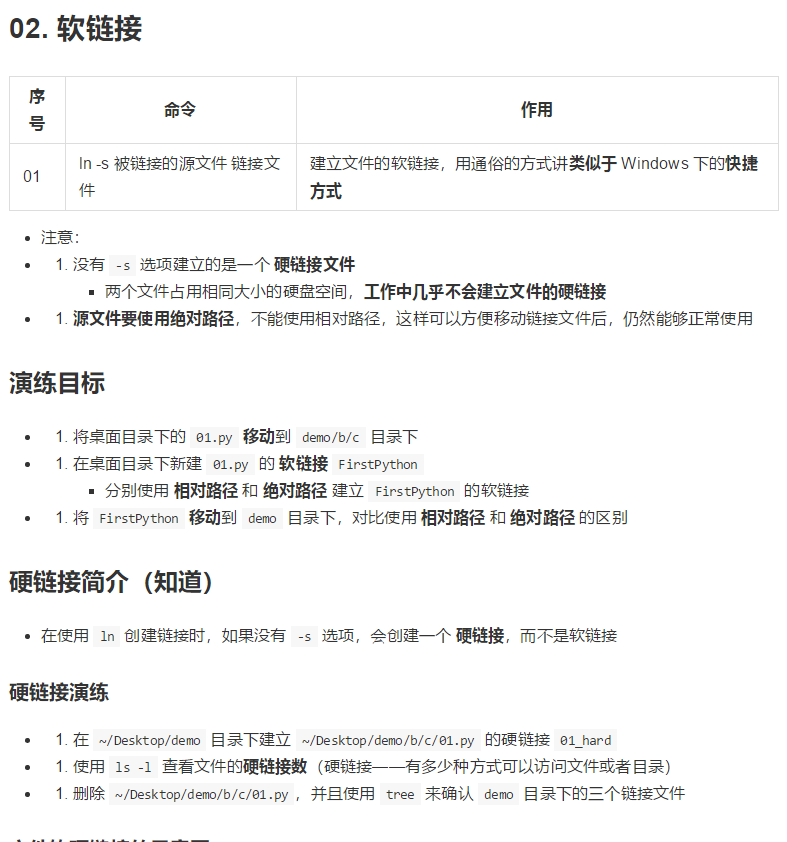 02. 软链接
序
号
命令
作用
01
ln -s 被链接的源文件 链接文
件
建立文件的软链接，用通俗的方式讲类似于 Windows 下的快捷
方式
注意：
1. 没有 -s 选项建立的是一个 硬链接文件
两个文件占用相同大小的硬盘空间，工作中几乎不会建立文件的硬链接
1. 源文件要使用绝对路径，不能使用相对路径，这样可以方便移动链接文件后，仍然能够正常使用
演练目标
1. 将桌面目录下的 01.py 移动到 demo/b/c 目录下
1. 在桌面目录下新建 01.py 的 软链接 FirstPython
分别使用 相对路径 和 绝对路径 建立 FirstPython 的软链接
1. 将 FirstPython 移动到 demo 目录下，对比使用 相对路径 和 绝对路径 的区别
硬链接简介（知道）
在使用 ln 创建链接时，如果没有 -s 选项，会创建一个 硬链接，而不是软链接
硬链接演练
1. 在 ~/Desktop/demo 目录下建立 ~/Desktop/demo/b/c/01.py 的硬链接 01_hard
1. 使用 ls -l 查看文件的硬链接数（硬链接——有多少种方式可以访问文件或者目录）
1. 删除 ~/Desktop/demo/b/c/01.py ，并且使用 tree 来确认 demo 目录下的三个链接文件